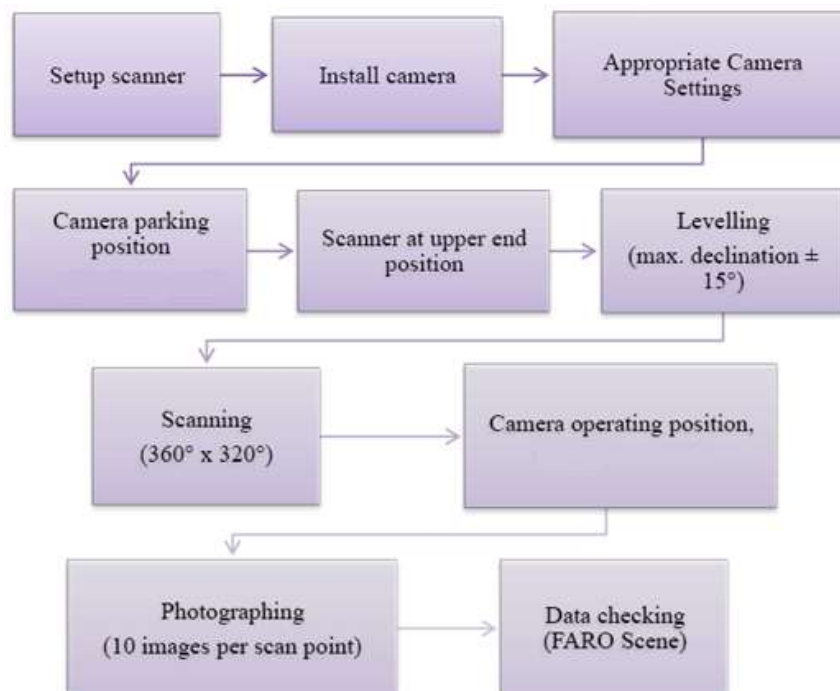 Setup scanner
Install camera
Appropriate Camera
Settings
Camera parking
position
Scanner at upper end
position
Levelling
(max. declination ±
15°)
Scanning
(360° x 320°)
Camera operating position,
Photographing
(10 images per scan point)
Data checking
(FARO Scene)